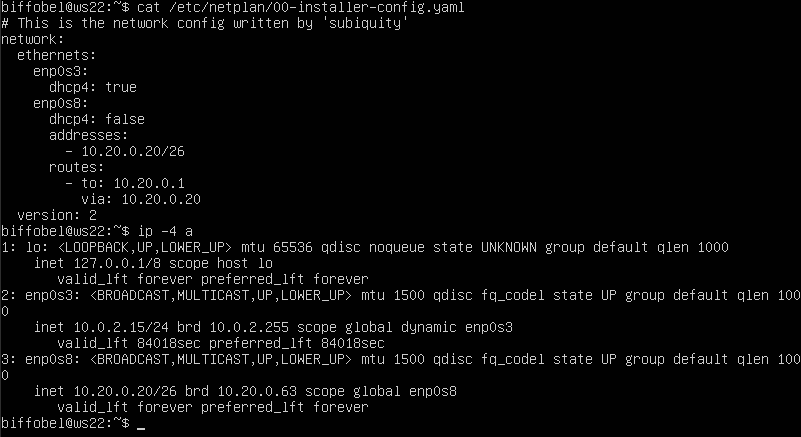 biffobel@ws22:~$ cat /etc/netplan/00-installer-config.yaml
# This is the network config written by 'subiquity'
network:
  ethernets:
    enp0s3:
      dhcp4: true
    enp0s8:
      dhcp4: false
      addresses:
        - 10.20.0.20/26
      routes:
        - to: 10.20.0.1
          via: 10.20.0.20
  version: 2
biffobel@ws22:~$ ip -4 a
1: lo: <LOOPBACK,UP,LOWER_UP> mtu 65536 qdisc noqueue state UNKNOWN group default qlen 1000
    inet 127.0.0.1/8 scope host lo
       valid_lft forever preferred_lft forever
2: enp0s3: <BROADCAST,MULTICAST,UP,LOWER_UP> mtu 1500 qdisc fq_codel state UP group default qlen 100
0
    inet 10.0.2.15/24 brd 10.0.2.255 scope global dynamic enp0s3
       valid_lft 84018sec preferred_lft 84018sec
3: enp0s8: <BROADCAST,MULTICAST,UP,LOWER_UP> mtu 1500 qdisc fq_codel state UP group default qlen 100
0
    inet 10.20.0.20/26 brd 10.20.0.63 scope global enp0s8
       valid_lft forever preferred_lft forever
biffobel@ws22:~$ _